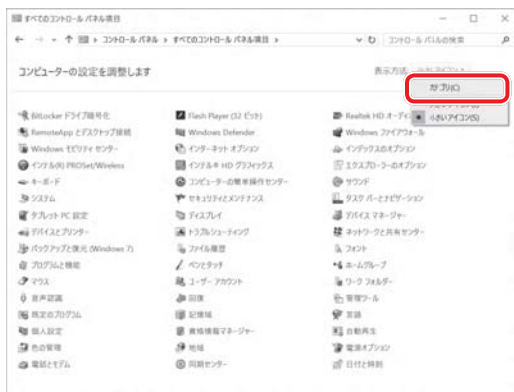 すべてのコントロール パネル項目
コントロール パネル › すべてのコントロール パネル項目 ›
コントロール パネルの検索
コンピューターの設定を調整します
表示方法:
カテゴリ(C)
小さいアイコン(S)
BitLocker ドライブ暗号化
Flash Player (32 ビット)
Realtek HD オーディ
RemoteApp とデスクトップ接続
Windows Defender
Windows ファイアウォール
Windows モビリティ センター
インターネット オプション
インデックスのオプション
インテル(R) PROSet/Wireless
インテル® HD グラフィックス
エクスプローラーのオプション
キーボード
コンピューターの簡単操作センター
サウンド
システム
セキュリティとメンテナンス
タスク バーとナビゲーション
タブレット PC 設定
ディスプレイ
デバイス マネージャー
デバイスとプリンター
トラブルシューティング
ネットワークと共有センター
バックアップと復元 (Windows 7)
ファイル履歴
フォント
プログラムと機能
ペンとタッチ
ホームグループ
マウス
ユーザー アカウント
ワーク フォルダー
音声認識
回復
管理ツール
既定のプログラム
記憶域
言語
個人設定
資格情報マネージャー
自動再生
色の管理
地域
電源オプション
電話とモデム
同期センター
日付と時刻